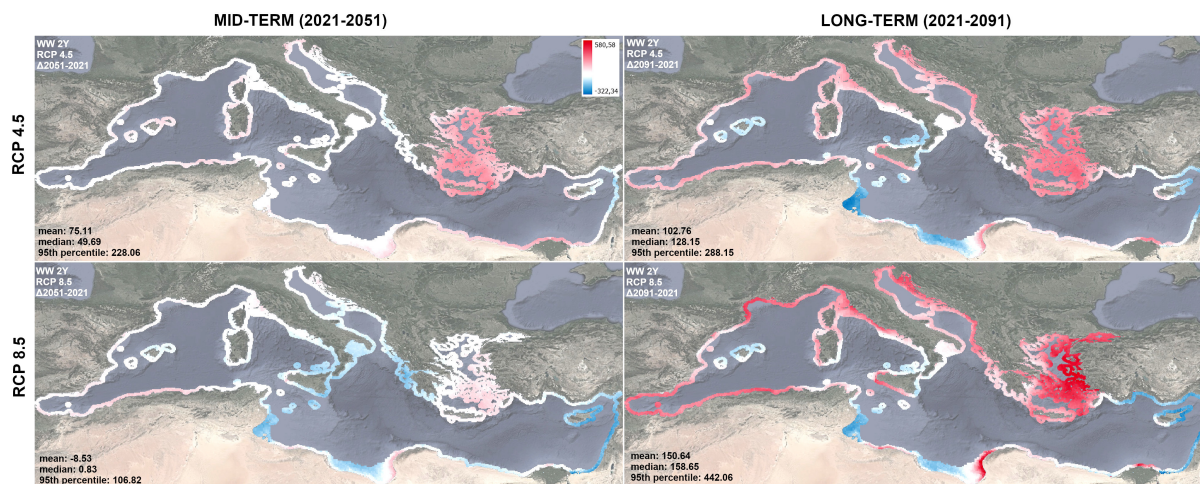 MID-TERM (2021-2051)
LONG-TERM (2021-2091)
RCP 4.5
WW 2Y
RCP 4.5
Δ2051-2021
580,58
-322,34
mean: 75.11
median: 49.69
95th percentile: 228.06
WW 2Y
RCP 4.5
Δ2091-2021
mean: 102.76
median: 128.15
95th percentile: 288.15
RCP 8.5
WW 2Y
RCP 8.5
Δ2051-2021
mean: -8.53
median: 0.83
95th percentile: 106.82
WW 2Y
RCP 8.5
Δ2091-2021
mean: 150.64
median: 158.65
95th percentile: 442.06